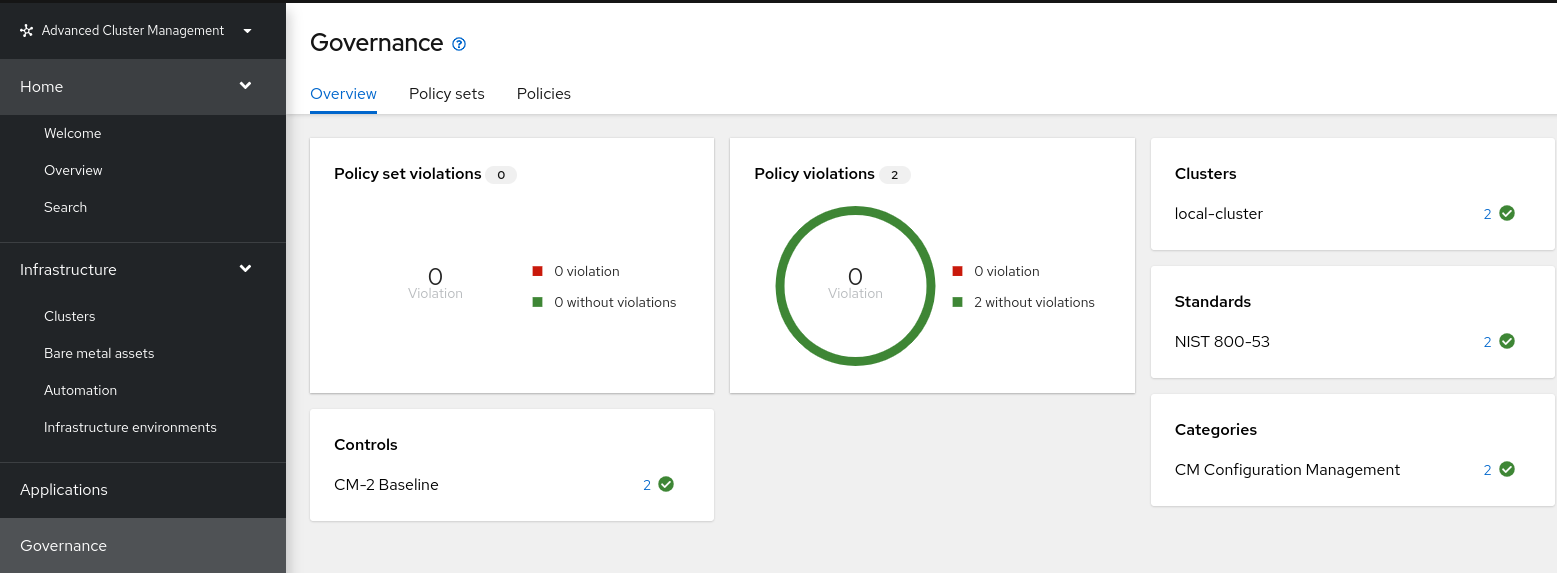 Advanced Cluster Management
Home
Welcome
Overview
Search
Infrastructure
Clusters
Bare metal assets
Automation
Infrastructure environments
Applications
Governance
Governance ?
Overview Policy sets Policies
Policy set violations 0
0
Violation
0 violation
0 without violations
Policy violations 2
0
Violation
0 violation
2 without violations
Clusters
local-cluster 2
Standards
NIST 800-53 2
Controls
CM-2 Baseline 2
Categories
CM Configuration Management 2